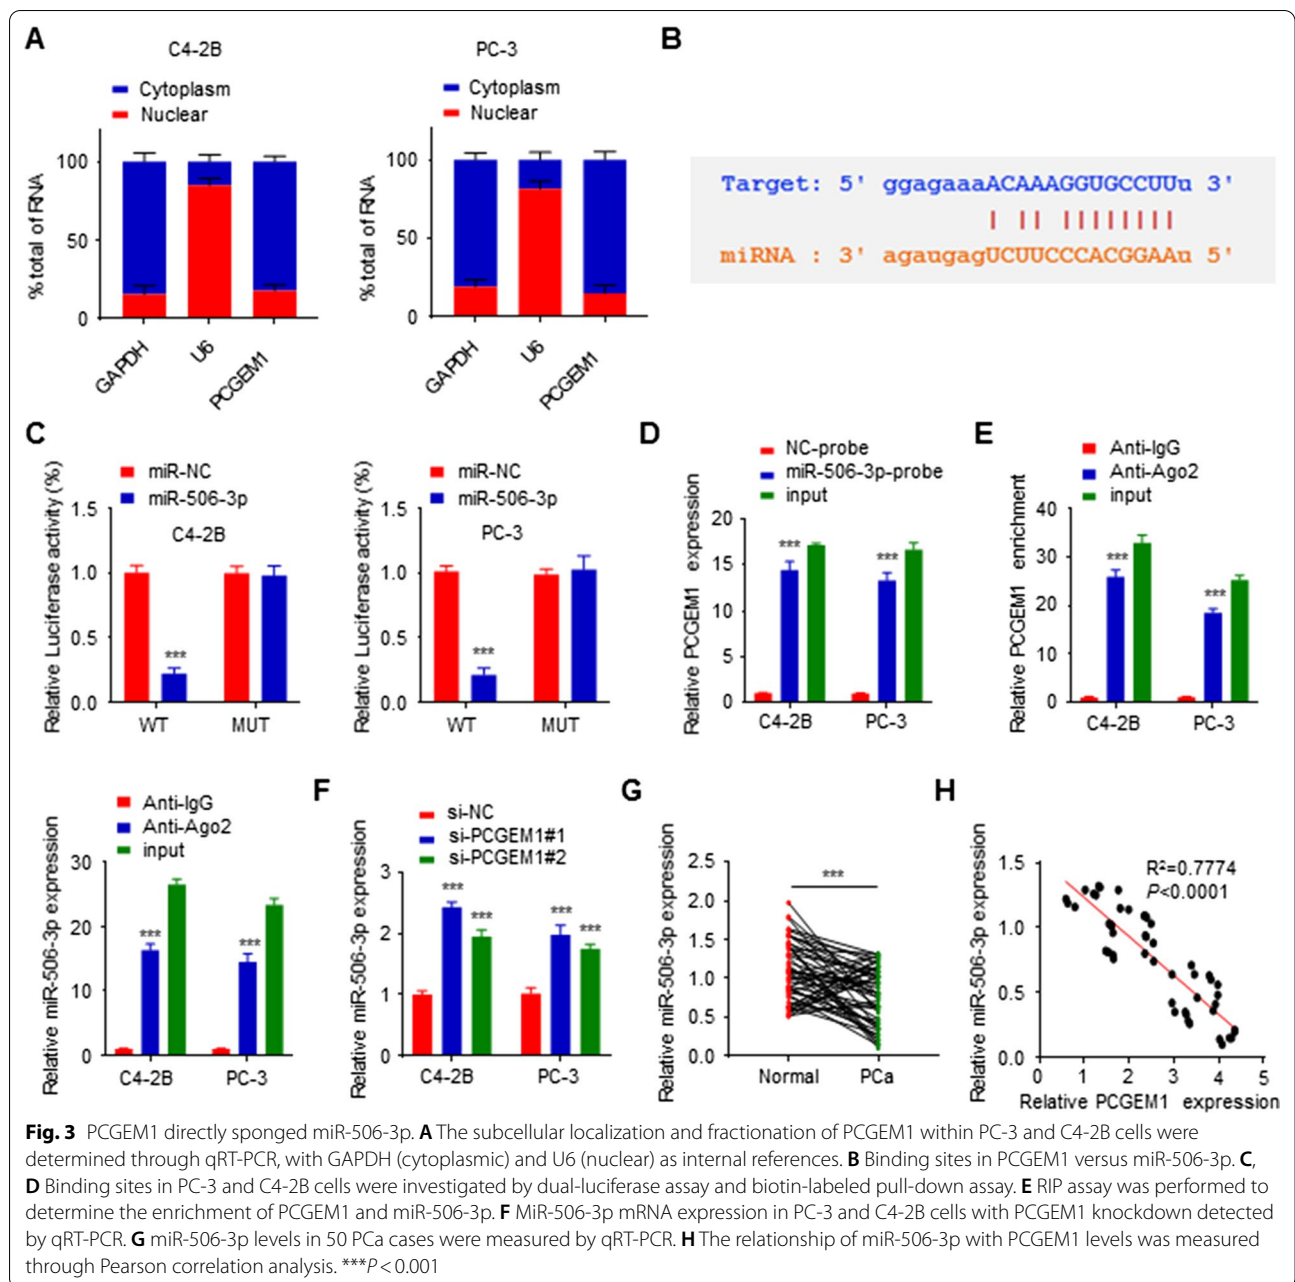 A
C4-2B
Cytoplasm
Nuclear
% total of RNA
100
50
0
GAPDH
U6
PCGEM1
PC-3
Cytoplasm
Nuclear
% total of RNA
100
50
0
GAPDH
U6
PCGEM1
B
Target: 5' ggagaaaACAAAGGUGCCUUu 3'
miRNA : 3' agaugagUCUUCCCACGGAAu 5'
C
miR-NC
miR-506-3p
C4-2B
Relative Luciferase activity (%)
1.5
1.0
0.5
0.0
***
WT
MUT
miR-NC
miR-506-3p
PC-3
Relative Luciferase activity (%)
1.5
1.0
0.5
0.0
***
WT
MUT
D
NC-probe
miR-506-3p-probe
input
Relative PCGEM1 expression
20
15
10
5
0
***
***
C4-2B
PC-3
E
Anti-IgG
Anti-Ago2
input
Relative PCGEM1 enrichment
40
30
20
10
0
***
***
C4-2B
PC-3
Anti-IgG
Anti-Ago2
input
Relative miR-506-3p expression
30
20
10
0
***
***
C4-2B
PC-3
F
si-NC
si-PCGEM1#1
si-PCGEM1#2
Relative miR-506-3p expression
3
2
1
0
***
***
***
***
C4-2B
PC-3
G
Relative miR-506-3p expression
2.5
2.0
1.5
1.0
0.5
0.0
***
Normal
PCa
H
Relative miR-506-3p expression
1.5
1.0
0.5
0.0
R²=0.7774
P<0.0001
0 1 2 3 4 5
Relative PCGEM1 expression
Fig. 3 PCGEM1 directly sponged miR-506-3p. A The subcellular localization and fractionation of PCGEM1 within PC-3 and C4-2B cells were
determined through qRT-PCR, with GAPDH (cytoplasmic) and U6 (nuclear) as internal references. B Binding sites in PCGEM1 versus miR-506-3p. C,
D Binding sites in PC-3 and C4-2B cells were investigated by dual-luciferase assay and biotin-labeled pull-down assay. E RIP assay was performed to
determine the enrichment of PCGEM1 and miR-506-3p. F MiR-506-3p mRNA expression in PC-3 and C4-2B cells with PCGEM1 knockdown detected
by qRT-PCR. G miR-506-3p levels in 50 PCa cases were measured by qRT-PCR. H The relationship of miR-506-3p with PCGEM1 levels was measured
through Pearson correlation analysis. ***P < 0.001